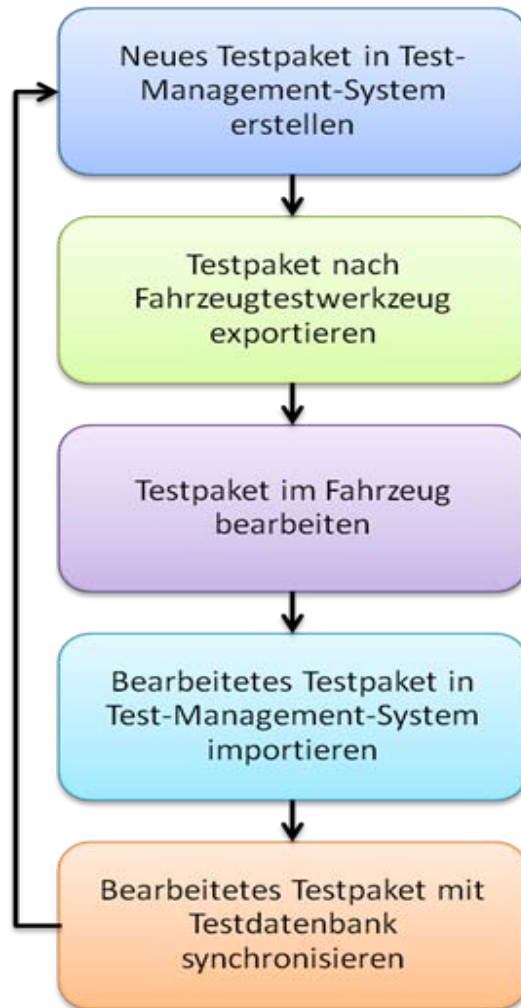 Neues Testpaket in Test-
Management-System
erstellen
Testpaket nach
Fahrzeugtestwerkzeug
exportieren
Testpaket im Fahrzeug
bearbeiten
Bearbeitetes Testpaket in
Test-Management-System
importieren
Bearbeitetes Testpaket mit
Testdatenbank
synchronisieren